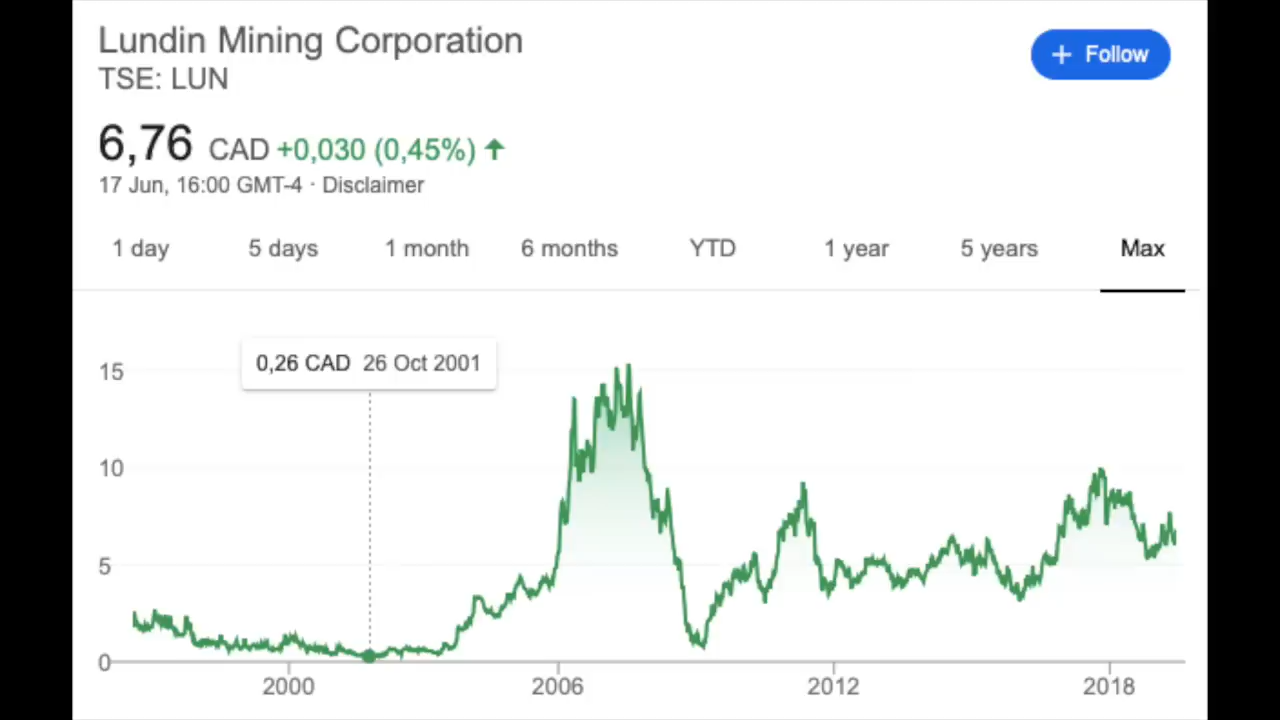 Lundin Mining Corporation
+ Follow
TSE: LUN
6,76 CAD +0,030 (0,45%) ↑
17 Jun, 16:00 GMT-4 · Disclaimer
1 day 5 days 1 month 6 months YTD 1 year 5 years Max
0,26 CAD 26 Oct 2001
15
10
5
0
2000 2006 2012 2018